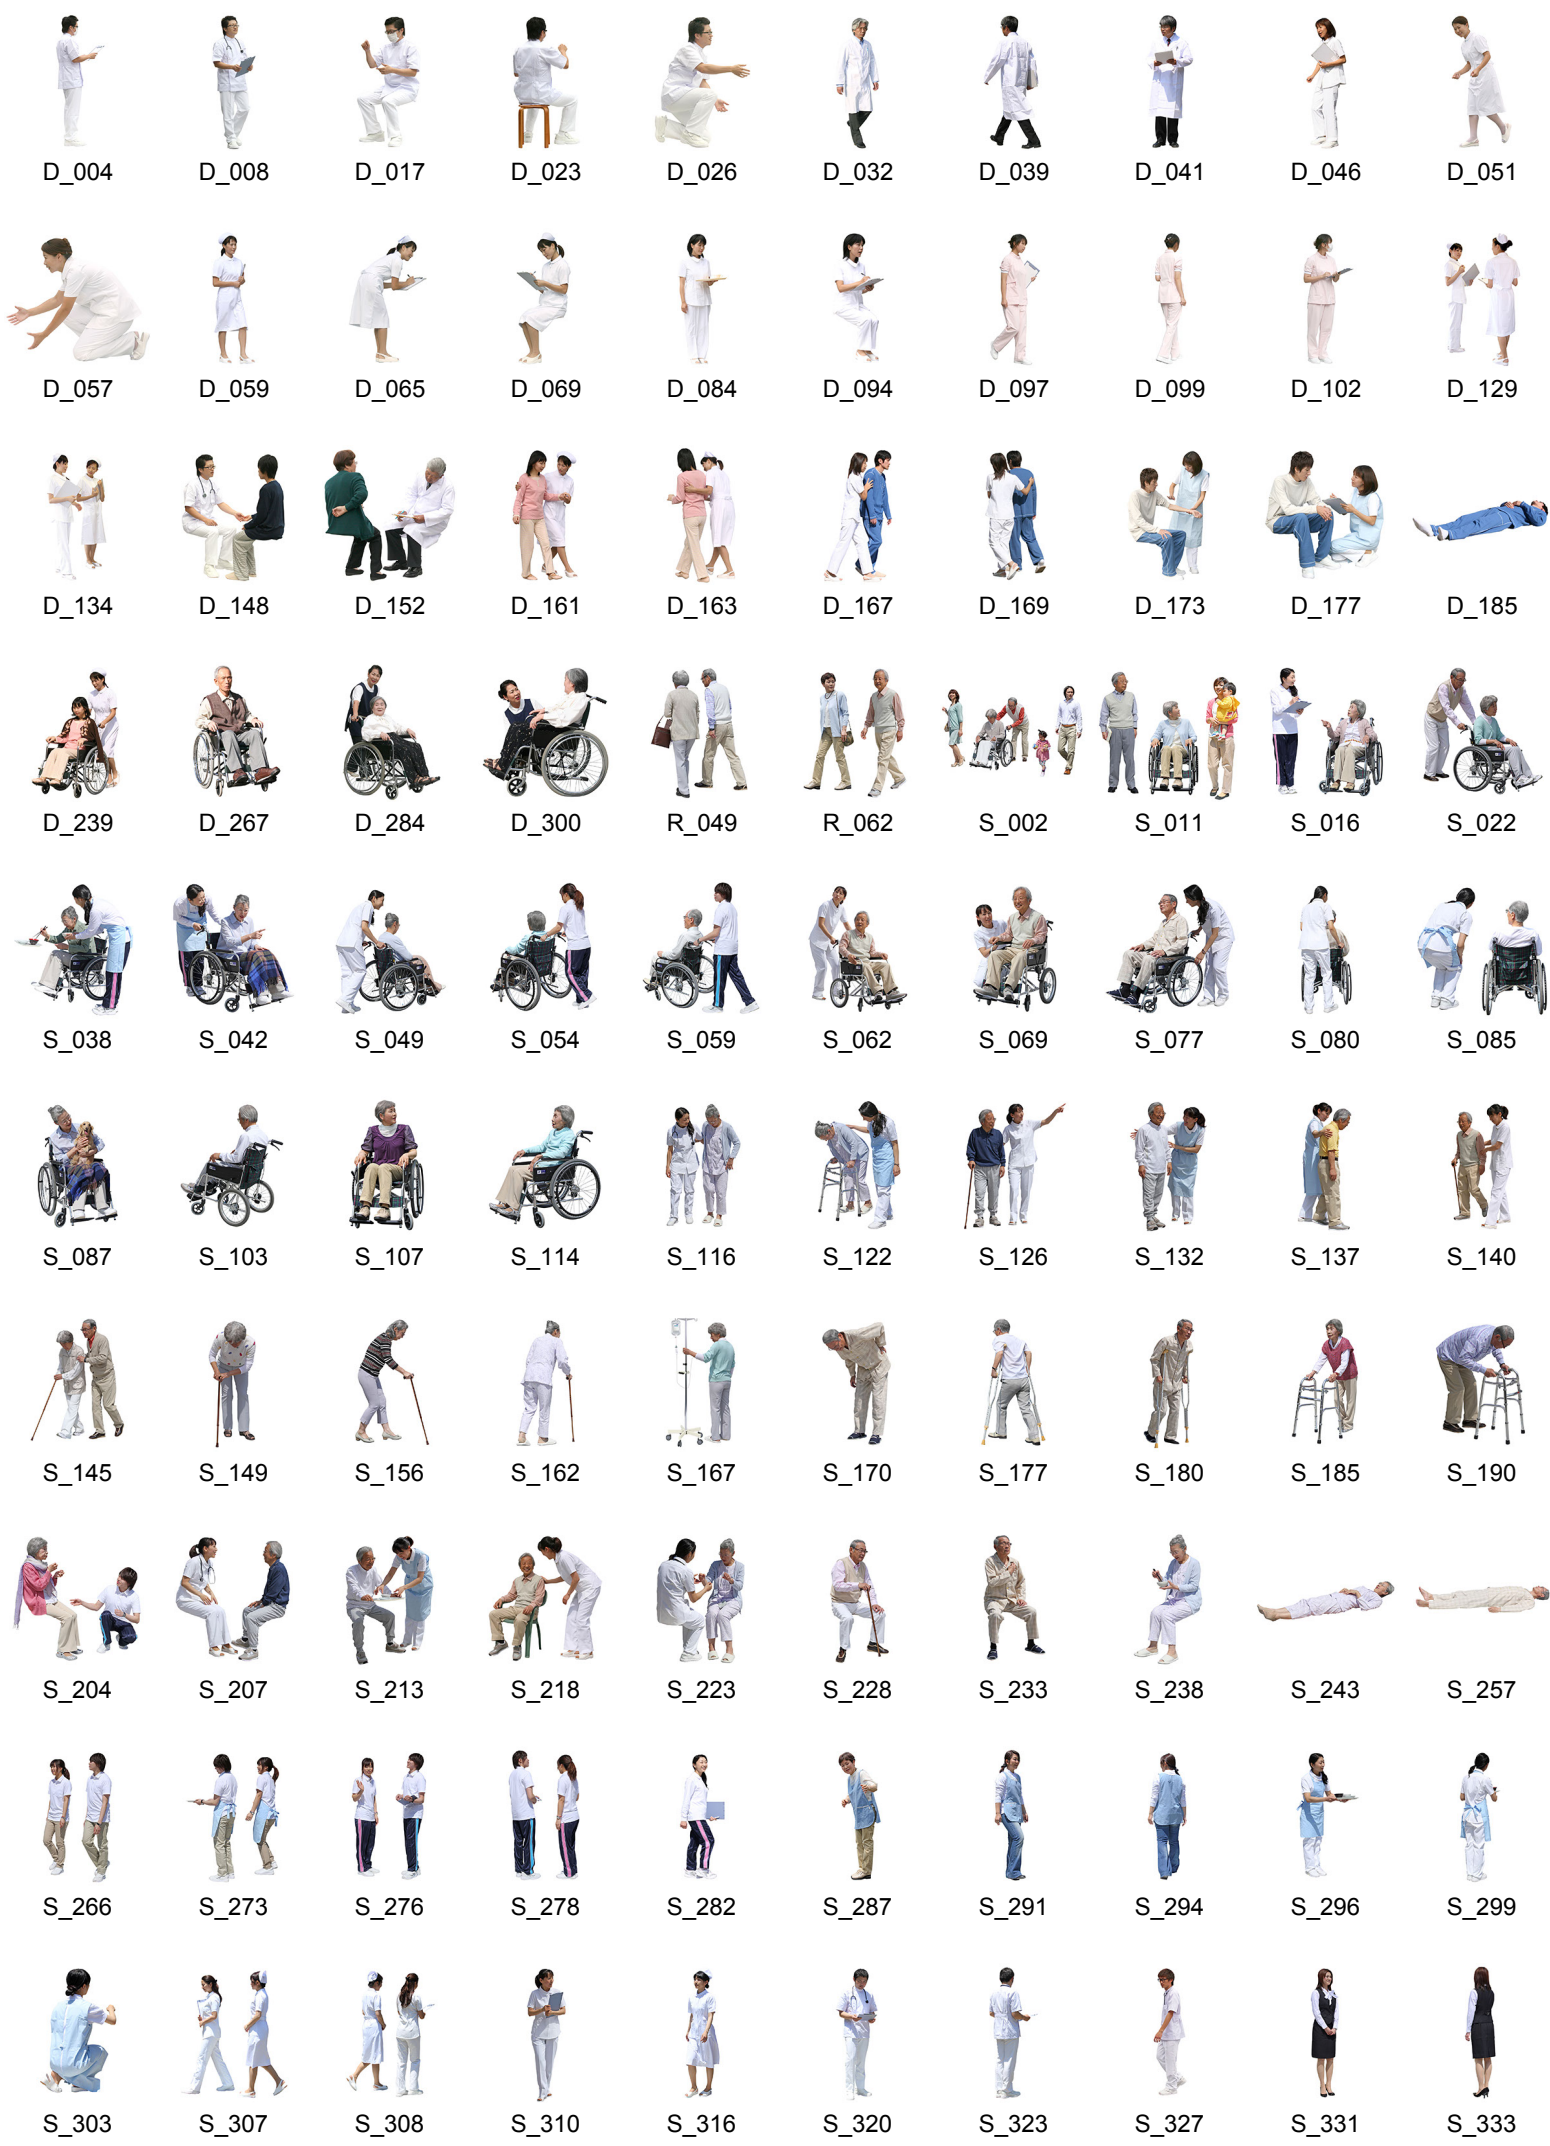 D_004 D_008 D_017 D_023 D_026 D_032 D_039 D_041 D_046 D_051
D_057 D_059 D_065 D_069 D_084 D_094 D_097 D_099 D_102 D_129
D_134 D_148 D_152 D_161 D_163 D_167 D_169 D_173 D_177 D_185
D_239 D_267 D_284 D_300 R_049 R_062 S_002 S_011 S_016 S_022
S_038 S_042 S_049 S_054 S_059 S_062 S_069 S_077 S_080 S_085
S_087 S_103 S_107 S_114 S_116 S_122 S_126 S_132 S_137 S_140
S_145 S_149 S_156 S_162 S_167 S_170 S_177 S_180 S_185 S_190
S_204 S_207 S_213 S_218 S_223 S_228 S_233 S_238 S_243 S_257
S_266 S_273 S_276 S_278 S_282 S_287 S_291 S_294 S_296 S_299
S_303 S_307 S_308 S_310 S_316 S_320 S_323 S_327 S_331 S_333